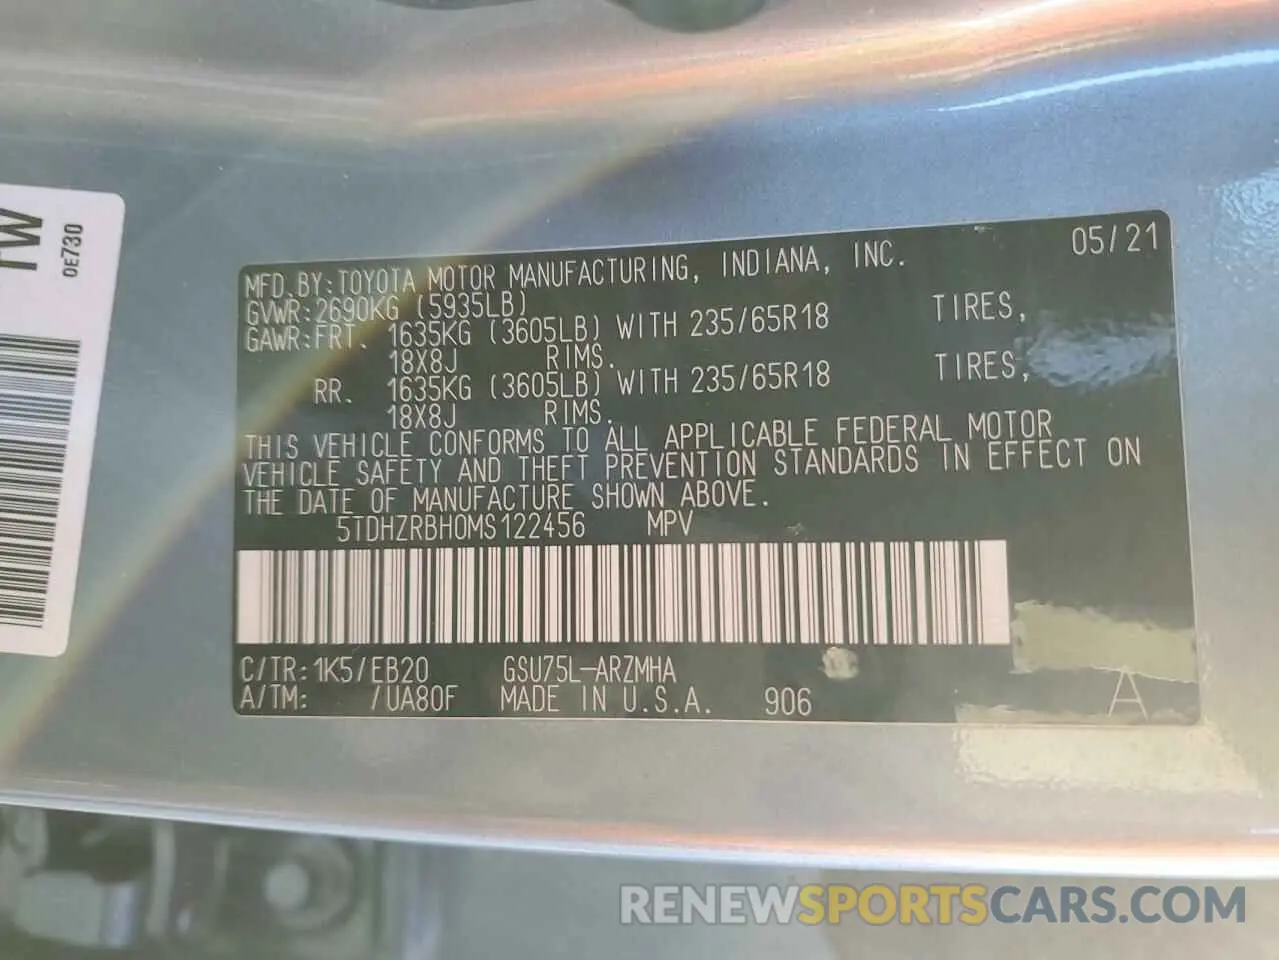 TW
0E730
MFD.BY:TOYOTA MOTOR MANUFACTURING, INDIANA, INC. 05/21
GVWR:2690KG (5935LB)
GAWR:FRT. 1635KG (3605LB) WITH 235/65R18 TIRES,
18X8J RIMS.
RR. 1635KG (3605LB) WITH 235/65R18 TIRES,
18X8J RIMS.
THIS VEHICLE CONFORMS TO ALL APPLICABLE FEDERAL MOTOR
VEHICLE SAFETY AND THEFT PREVENTION STANDARDS IN EFFECT ON
THE DATE OF MANUFACTURE SHOWN ABOVE.
5TDHZRBH0MS122456 MPV
C/TR:1K5/EB20 GSU75L-ARZMHA
A/TM: /UA80F MADE IN U.S.A. 906 A
RENEWSPORTSCARS.COM